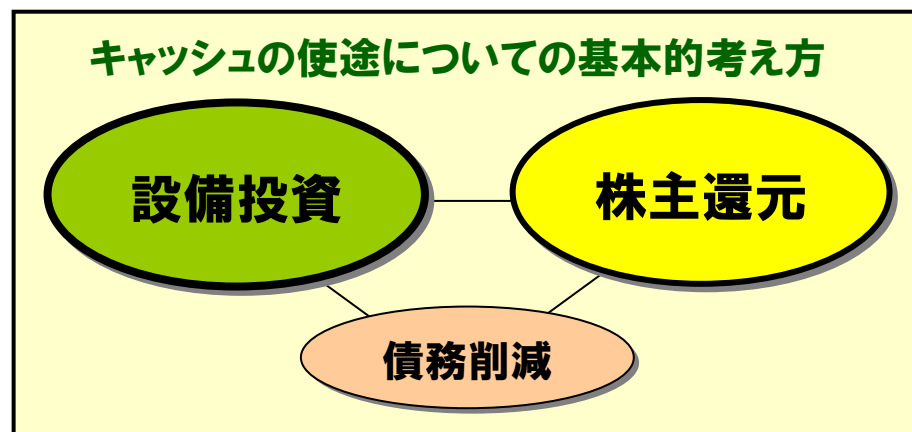 キャッシュの使途についての基本的考え方
設備投資
株主還元
債務削減